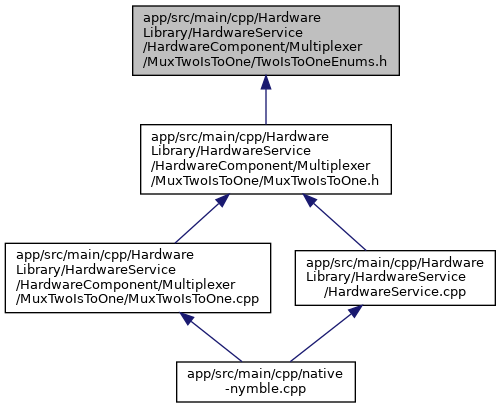 app/src/main/cpp/Hardware
Library/HardwareService
/HardwareComponent/Multiplexer
/MuxTwoIsToOne/TwoIsToOneEnums.h
app/src/main/cpp/Hardware
Library/HardwareService
/HardwareComponent/Multiplexer
/MuxTwoIsToOne/MuxTwoIsToOne.h
app/src/main/cpp/Hardware
Library/HardwareService
/HardwareComponent/Multiplexer
/MuxTwoIsToOne/MuxTwoIsToOne.cpp
app/src/main/cpp/Hardware
Library/HardwareService
/HardwareService.cpp
app/src/main/cpp/native
-nymble.cpp